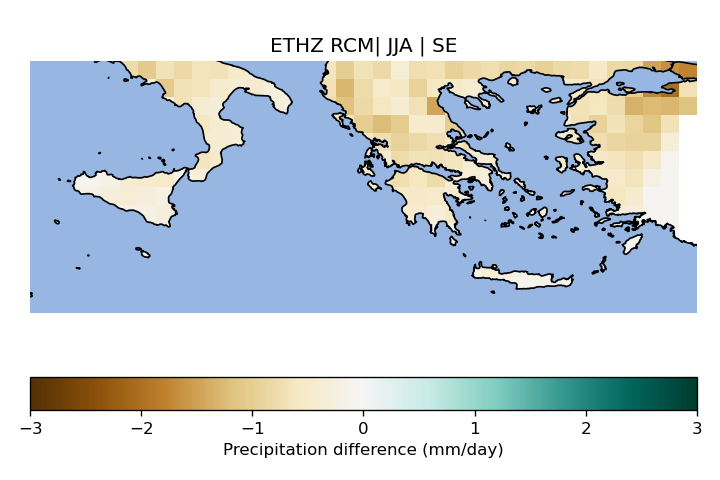 ETHZ RCM| JJA | SE
−3 −2 −1 0 1 2 3
Precipitation difference (mm/day)